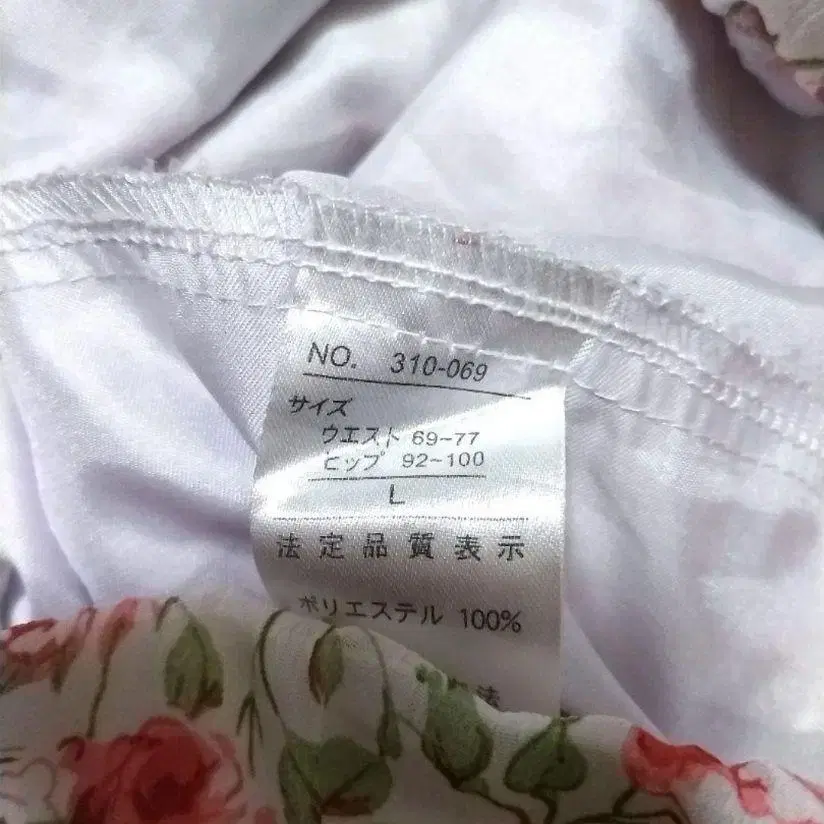 NO. 310-069
サイズ
ウエスト 69~77
ヒップ 92~100
L
法定品質表示
ポリエステル 100%
法